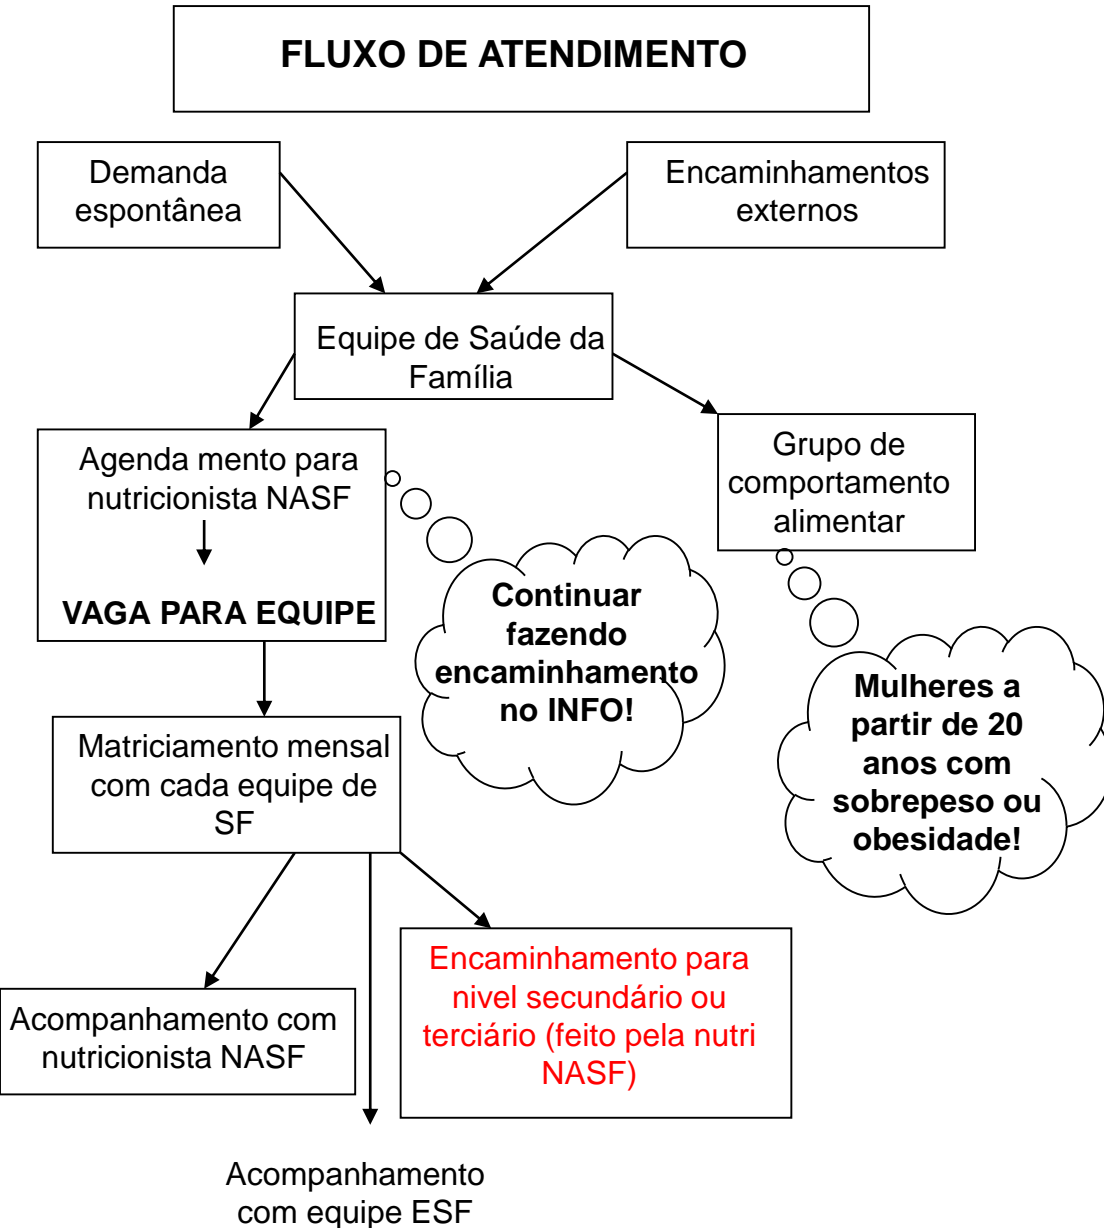 FLUXO DE ATENDIMENTO
Demanda
espontânea
Encaminhamentos
externos
Equipe de Saúde da
Família
Agenda mento para
nutricionista NASF
VAGA PARA EQUIPE
Grupo de
comportamento
alimentar
Continuar
fazendo
encaminhamento
no INFO!
Mulheres a
partir de 20
anos com
sobrepeso ou
obesidade!
Matriciamento mensal
com cada equipe de
SF
Encaminhamento para
nivel secundário ou
terciário (feito pela nutri
NASF)
Acompanhamento com
nutricionista NASF
Acompanhamento
com equipe ESF